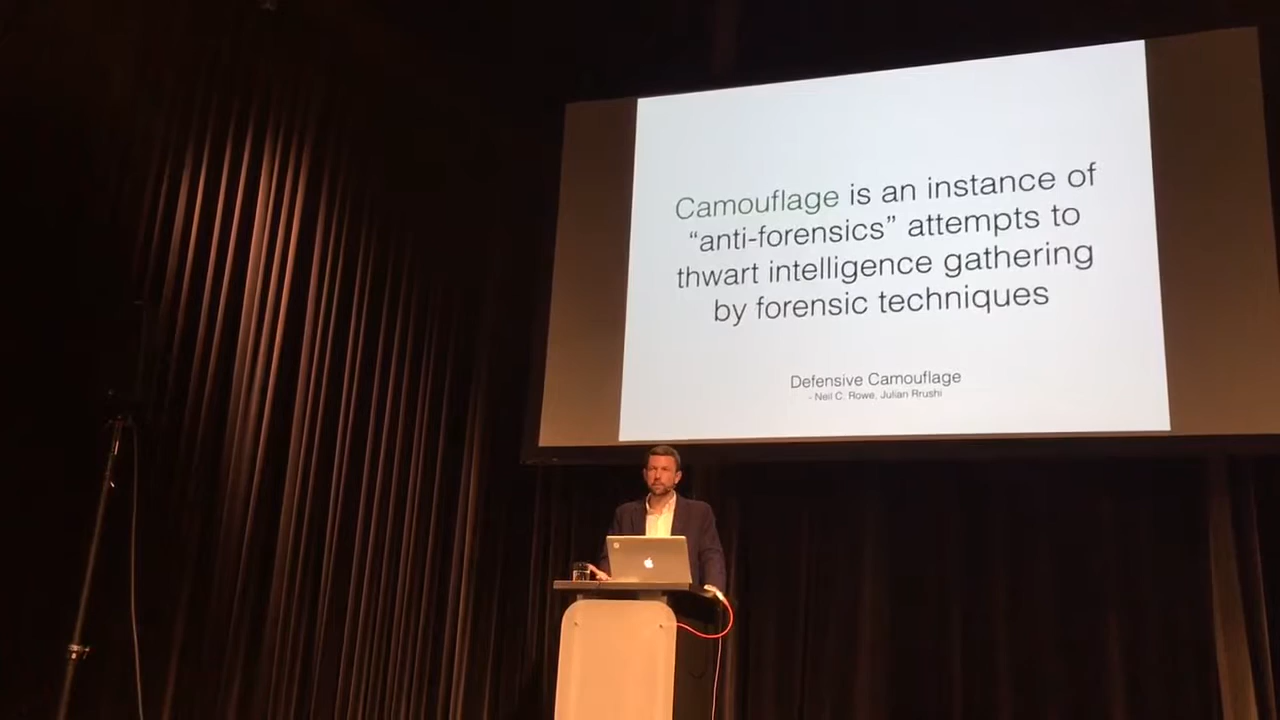 Camouflage is an instance of
“anti-forensics” attempts to
thwart intelligence gathering
by forensic techniques
Defensive Camouflage
- Neil C. Rowe, Julian Rrushi